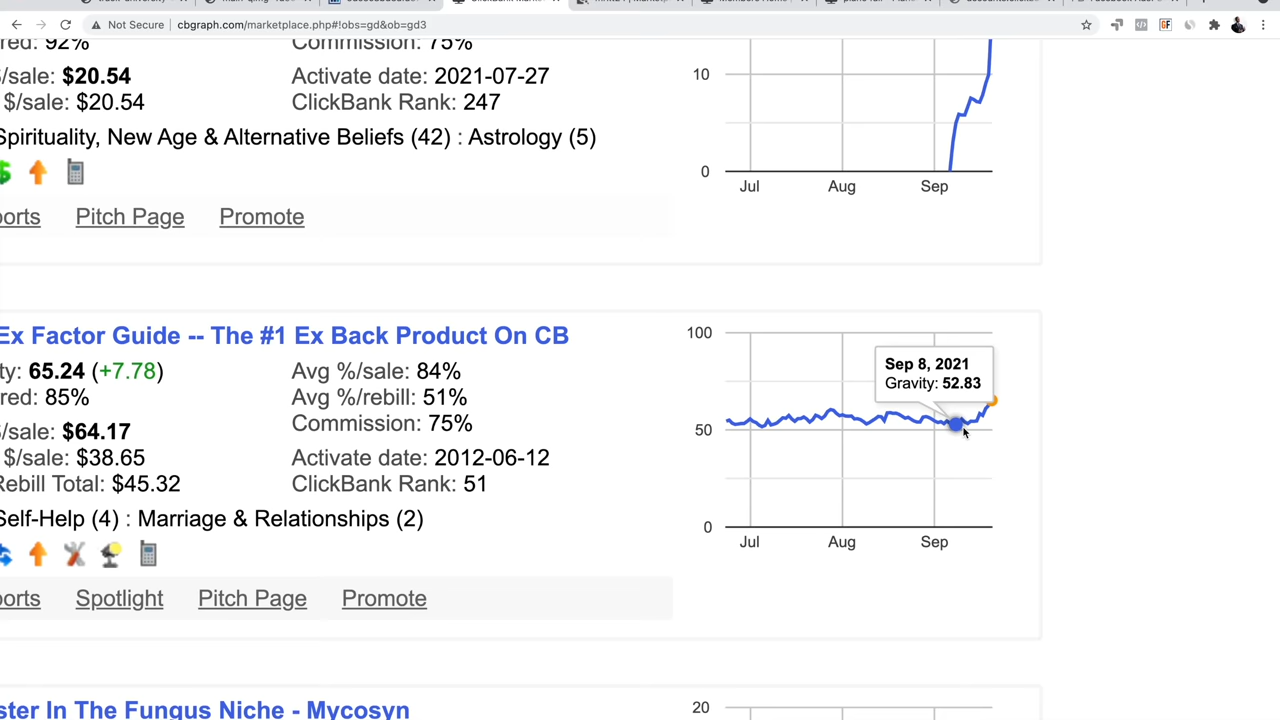 Not Secure
cbgraph.com/marketplace.php#!obs=gd&ob=gd3
GF
red: 92%
Commission: 75%
/sale: $20.54
Activate date: 2021-07-27
$/sale: $20.54
ClickBank Rank: 247
Spirituality, New Age & Alternative Beliefs (42) : Astrology (5)
orts
Pitch Page
Promote
10
0
Jul
Aug
Sep
Ex Factor Guide -- The #1 Ex Back Product On CB
ty: 65.24 (+7.78)
Avg %/sale: 84%
red: 85%
Avg %/rebill: 51%
Commission: 75%
/sale: $64.17
$/sale: $38.65
Activate date: 2012-06-12
Rebill Total: $45.32
ClickBank Rank: 51
Self-Help (4) : Marriage & Relationships (2)
orts
Spotlight
Pitch Page
Promote
100
50
0
Sep 8, 2021
Gravity: 52.83
Jul
Aug
Sep
ster In The Fungus Niche - Mycosyn
20